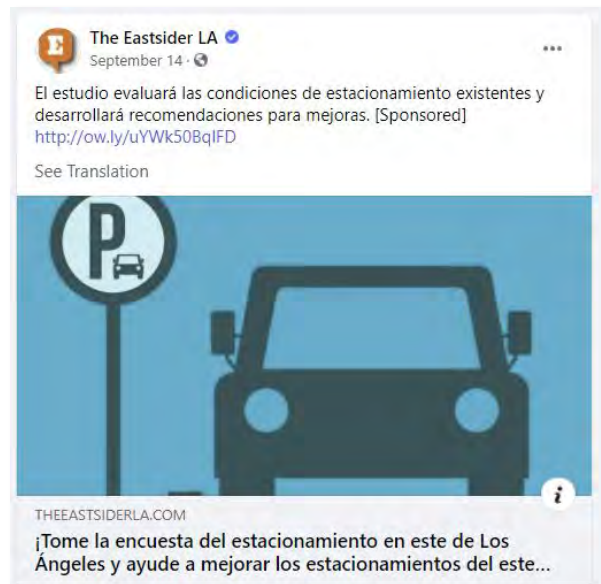 The Eastsider LA
September 14
El estudio evaluará las condiciones de estacionamiento existentes y
desarrollará recomendaciones para mejoras. [Sponsored]
http://ow.ly/uYWk50BqlFD
See Translation
P
THEEASTSIDERLA.COM
¡Tome la encuesta del estacionamiento en este de Los
Ángeles y ayude a mejorar los estacionamientos del este...